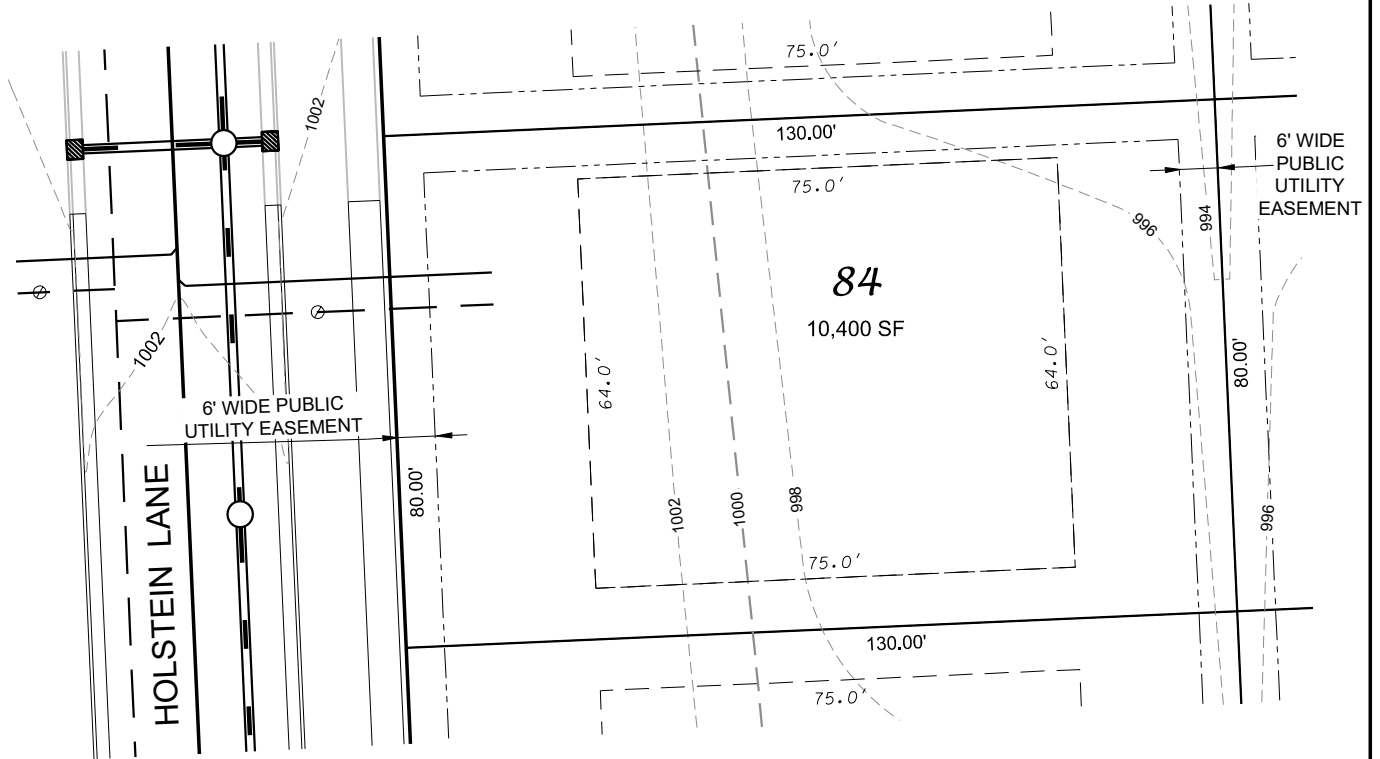 75.0'
1002
130.00'
6' WIDE
PUBLIC
UTILITY
EASEMENT
75.0'
996
994
84
10,400 SF
1002
64.0'
64.0'
80.00'
6' WIDE PUBLIC
UTILITY EASEMENT
80.00'
HOLSTEIN LANE
1002
1000
998
996
75.0'
130.00'
75.0'